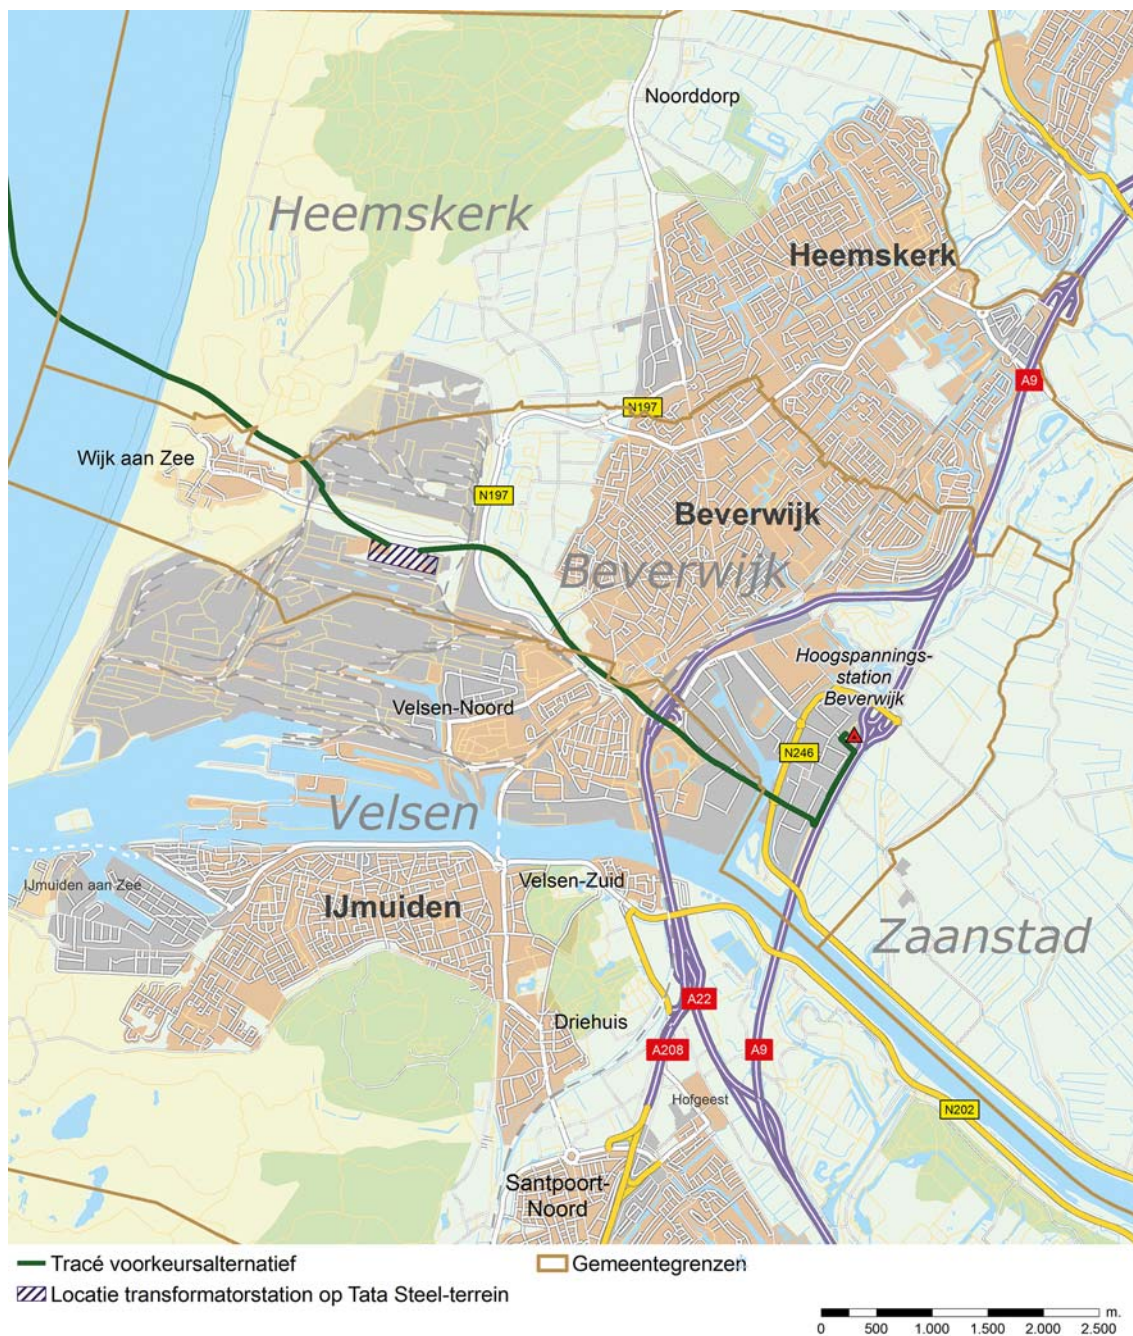 Noorddorp
Heemskerk
Heemskerk
A9
N197
Wijk aan Zee
N197
Beverwijk
Beverwijk
Hoogspannings-
station
Beverwijk
Velsen-Noord
N246
Velsen
Velsen-Zuid
IJmuiden aan Zee
IJmuiden
Zaanstad
A22
Driehuis
A208
A9
Hofgeest
N202
Santpoort-
Noord
Tracé voorkeursalternatief
Gemeentegrenzen
Locatie transformatorstation op Tata Steel-terrein
m.
0 500 1.000 1.500 2.000 2.500